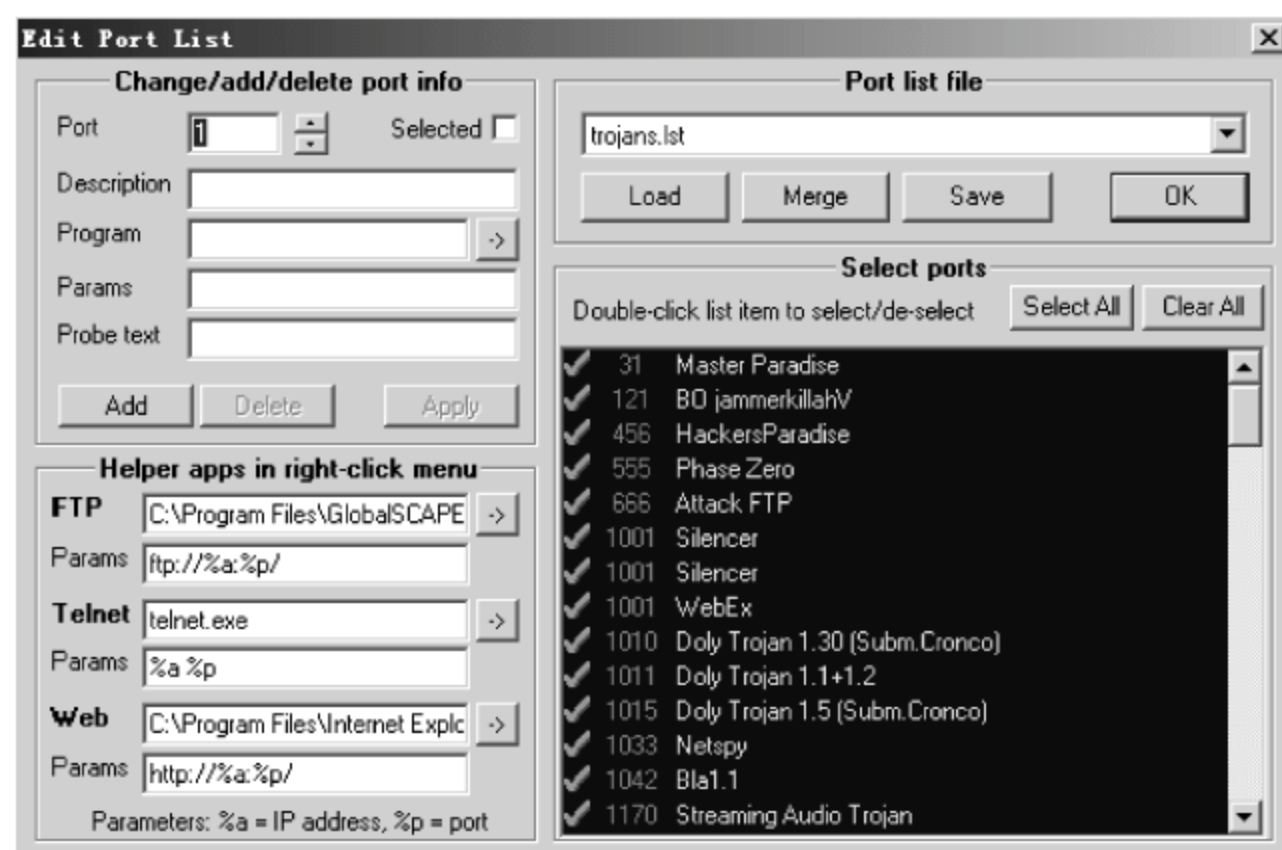 Edit Port List
Change/add/delete port info
Port 1 Selected
Description
Program ->
Params
Probe text
Add Delete Apply
Helper apps in right-click menu
FTP C:\Program Files\GlobalSCAPE ->
Params ftp://%a:%p/
Telnet telnet.exe ->
Params %a %p
Web C:\Program Files\Internet Explc ->
Params http://%a:%p/
Parameters: %a = IP address, %p = port
Port list file
trojans.lst
Load Merge Save OK
Select ports
Double-click list item to select/de-select Select All Clear All
31 Master Paradise
121 BO jammerkillahV
456 HackersParadise
555 Phase Zero
666 Attack FTP
1001 Silencer
1001 Silencer
1001 WebEx
1010 Doly Trojan 1.30 (Subm.Cronco)
1011 Doly Trojan 1.1+1.2
1015 Doly Trojan 1.5 (Subm.Cronco)
1033 Netspy
1042 Bla1.1
1170 Streaming Audio Trojan